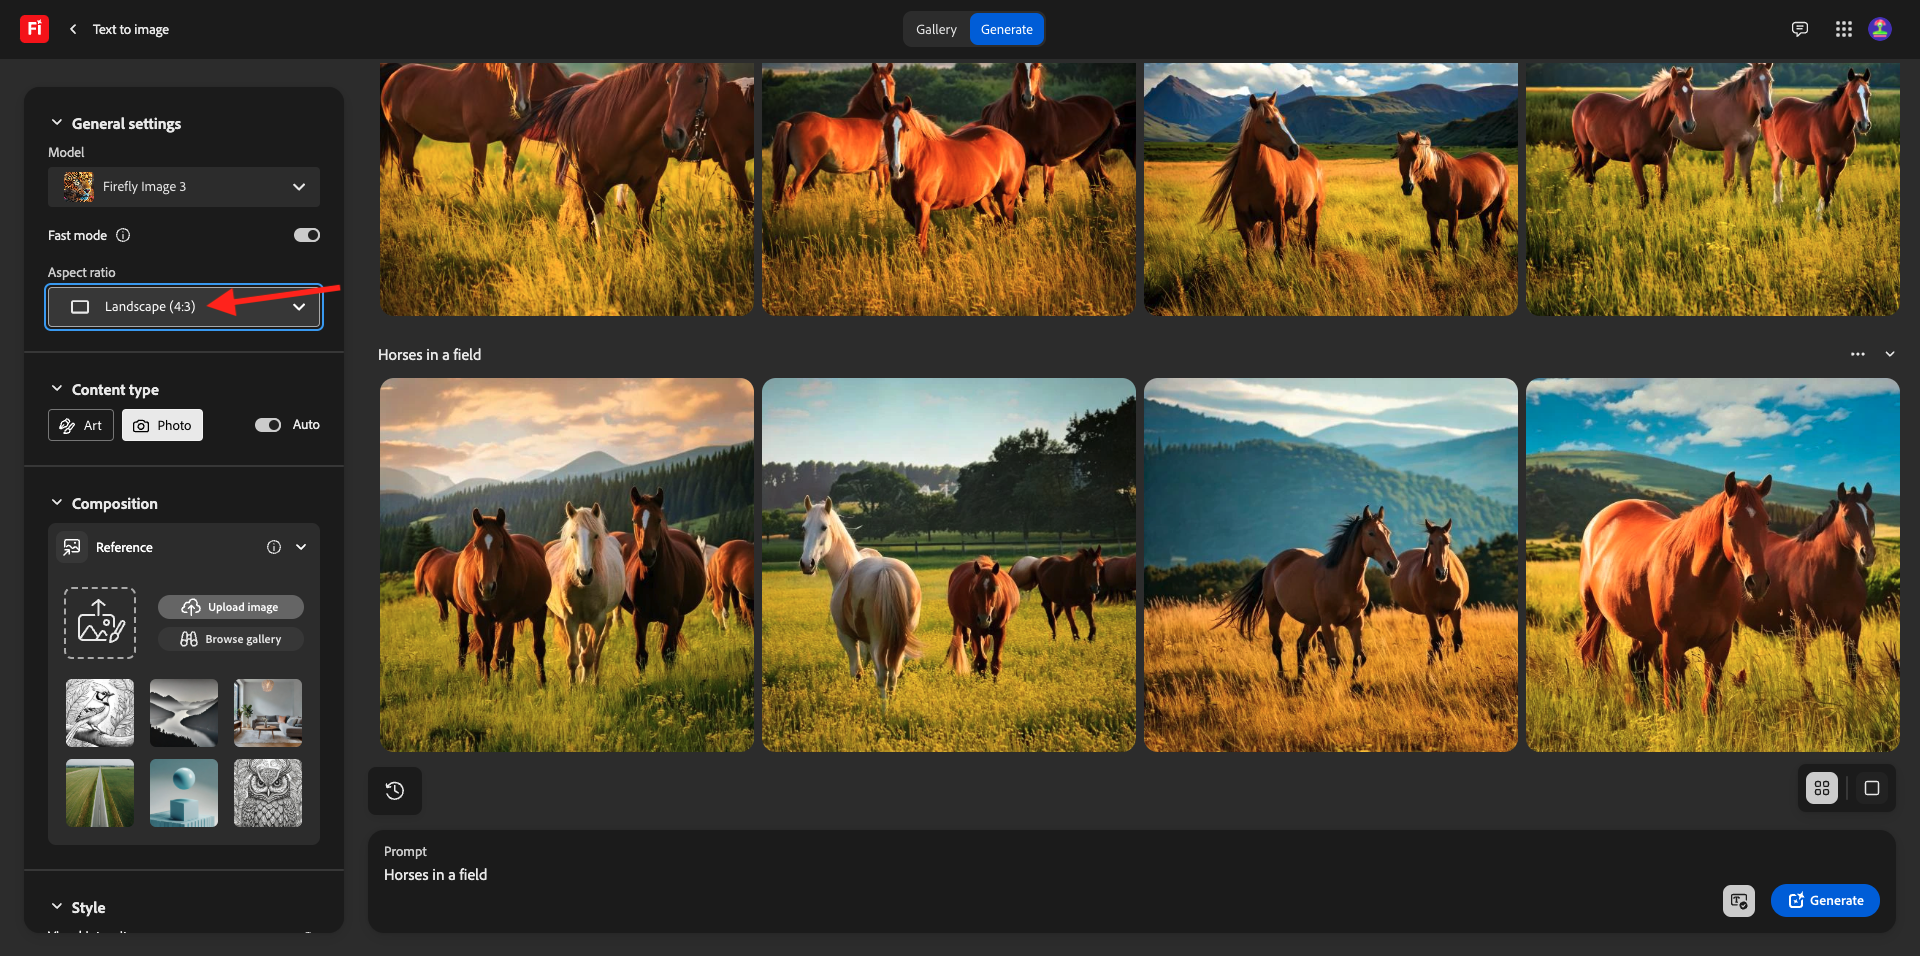 Fi
Text to image
Gallery
Generate
General settings
Model
Firefly Image 3
Fast mode
Aspect ratio
Landscape (4:3)
Content type
Art
Photo
Auto
Composition
Reference
Upload image
Browse gallery
Style
Horses in a field
Prompt
Horses in a field
Generate